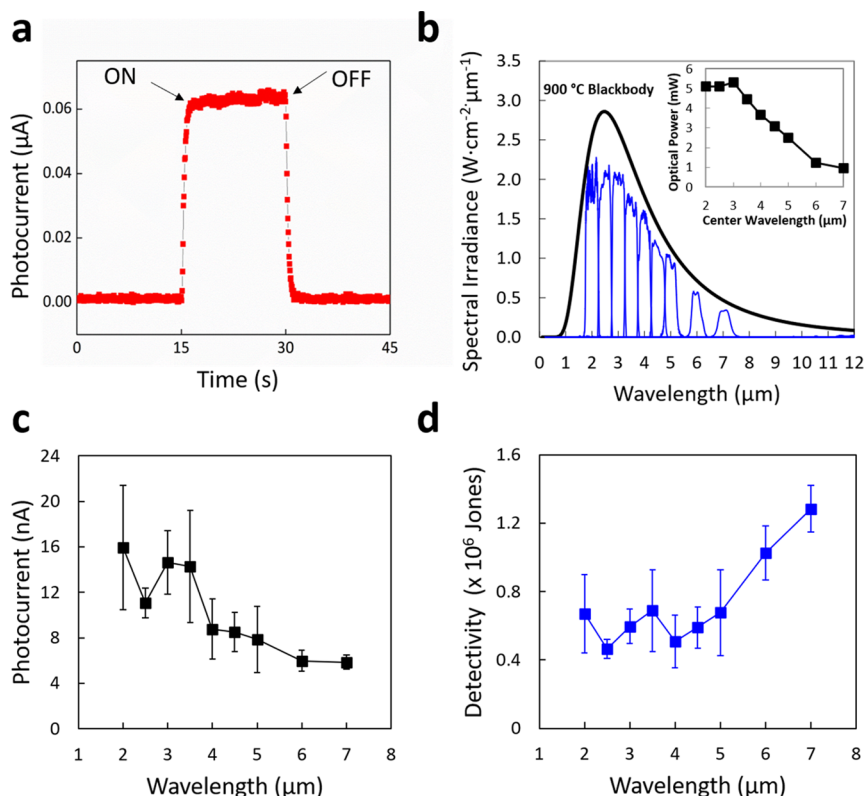 a
ON
OFF
0.06
0.04
0.02
0.00
Photocurrent (µA)
0
15
30
45
Time (s)
b
900 °C Blackbody
3.5
3.0
2.5
2.0
1.5
1.0
0.5
0.0
Spectral Irradiance (W·cm⁻²·µm⁻¹)
0 1 2 3 4 5 6 7 8 9 10 11 12
Wavelength (µm)
6
5
4
3
2
1
0
Optical Power (mW)
2 3 4 5 6 7
Center Wavelength (µm)
c
24
20
16
12
8
4
0
Photocurrent (nA)
1 2 3 4 5 6 7 8
Wavelength (µm)
d
1.6
1.2
0.8
0.4
0
Detectivity (x 10⁶ Jones)
1 2 3 4 5 6 7 8
Wavelength (µm)